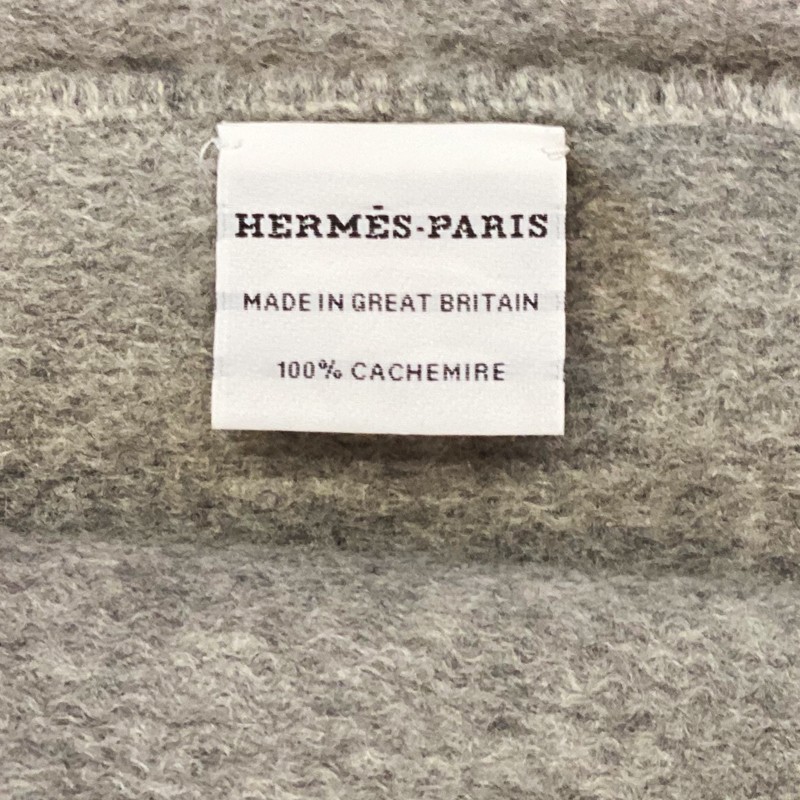 HERMÈS-PARIS
MADE IN GREAT BRITAIN
100% CACHEMIRE